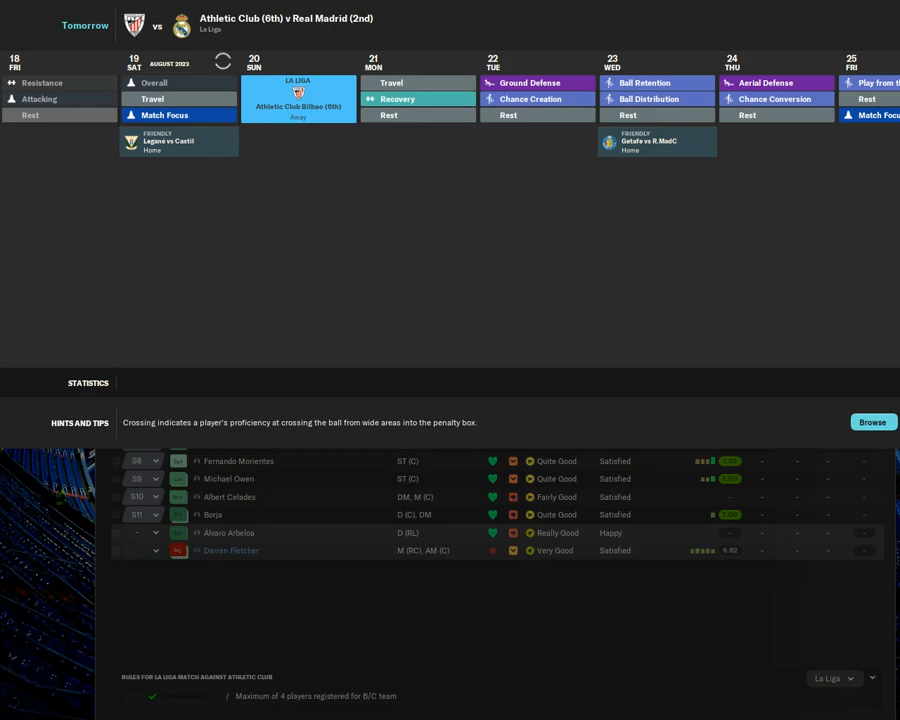 Tomorrow
vs
Athletic Club (6th) v Real Madrid (2nd)
La Liga
18
FRI
19
SAT AUGUST 2023
20
SUN
21
MON
22
TUE
23
WED
24
THU
25
FRI
Resistance
Attacking
Rest
Overall
Travel
Match Focus
FRIENDLY
Legané vs Castil
Home
LA LIGA
Athletic Club Bilbao (6th)
Away
Travel
Recovery
Rest
Ground Defense
Chance Creation
Rest
Ball Retention
Ball Distribution
Rest
FRIENDLY
Getafe vs R.MadC
Home
Aerial Defense
Chance Conversion
Rest
Play from th
Rest
Match Focu
STATISTICS
HINTS AND TIPS
Crossing indicates a player's proficiency at crossing the ball from wide areas into the penalty box.
Browse
S8 Fernando Morientes ST (C) Quite Good Satisfied - - - -
S9 Michael Owen ST (C) Quite Good Satisfied 7.00 - - - -
S10 Albert Celades DM, M (C) Fairly Good Satisfied - - - - -
S11 Borja D (C), DM Quite Good Satisfied 7.00 - - - -
- Álvaro Arbeloa D (RL) Really Good Happy - - - - -
Inj Darren Fletcher M (RC), AM (C) Very Good Satisfied 6.82 - - - -
RULES FOR LA LIGA MATCH AGAINST ATHLETIC CLUB
La Liga
/ Maximum of 4 players registered for B/C team